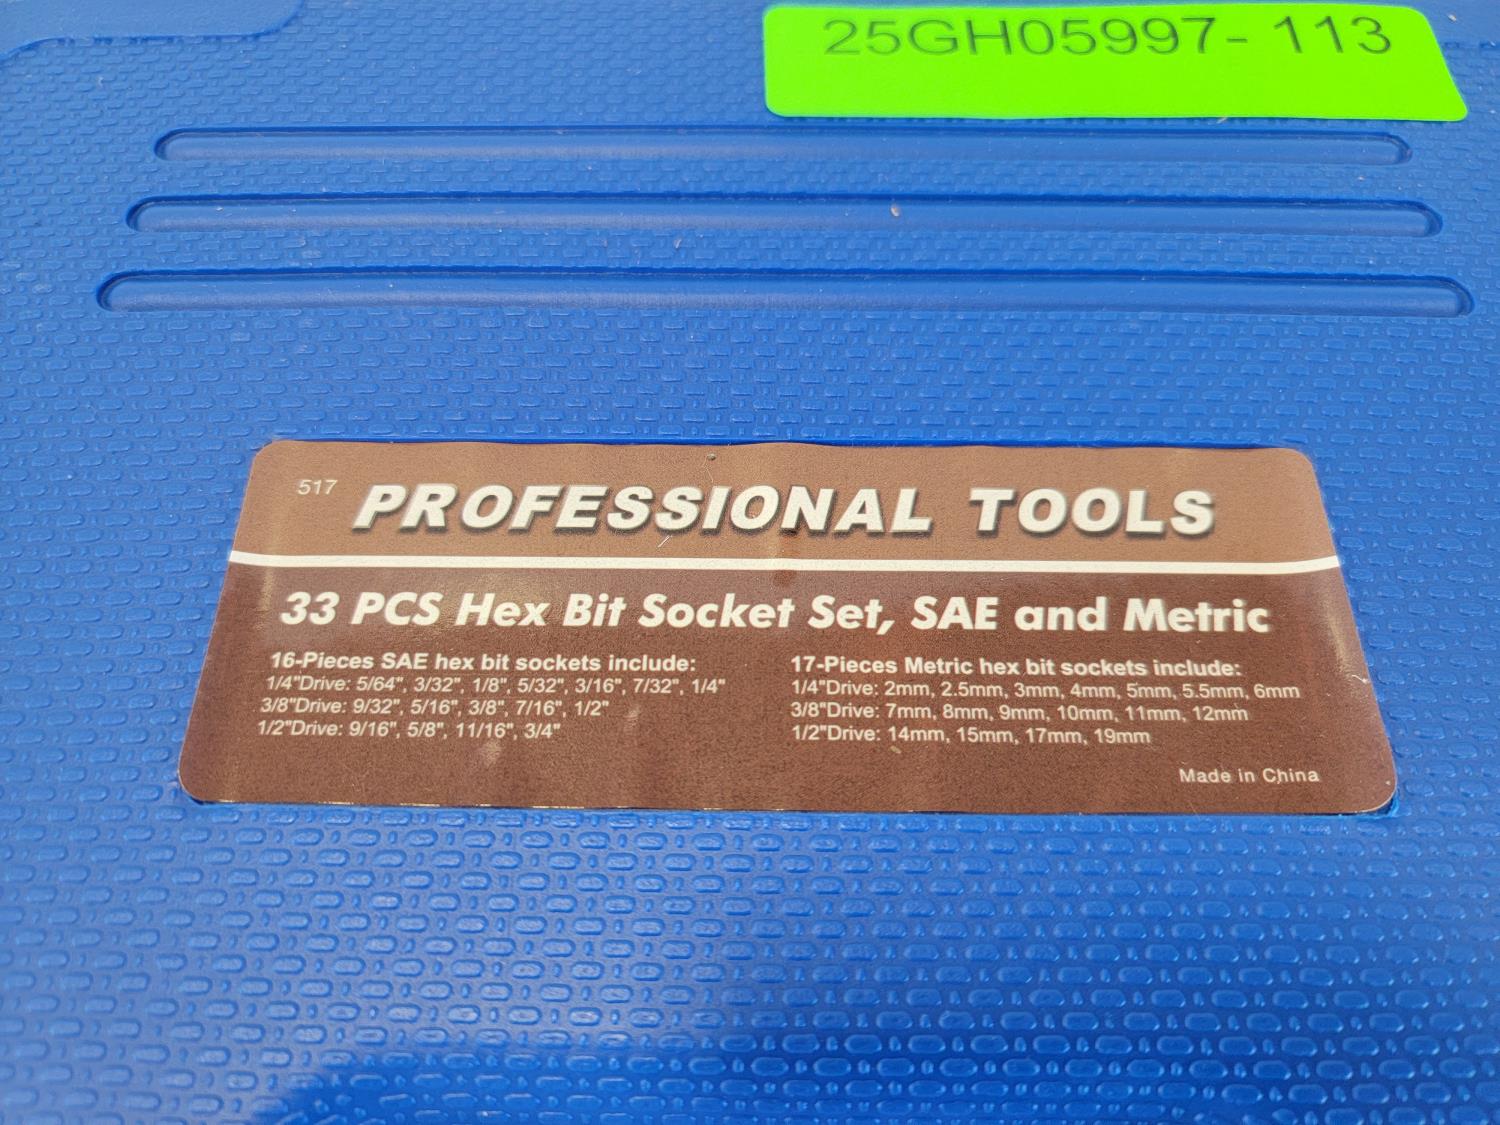 25GH05997- 113
517 PROFESSIONAL TOOLS
33 PCS Hex Bit Socket Set, SAE and Metric
16-Pieces SAE hex bit sockets include:
1/4"Drive: 5/64", 3/32", 1/8", 5/32", 3/16", 7/32", 1/4"
3/8"Drive: 9/32", 5/16", 3/8", 7/16", 1/2"
1/2"Drive: 9/16", 5/8", 11/16", 3/4"
17-Pieces Metric hex bit sockets include:
1/4"Drive: 2mm, 2.5mm, 3mm, 4mm, 5mm, 5.5mm, 6mm
3/8"Drive: 7mm, 8mm, 9mm, 10mm, 11mm, 12mm
1/2"Drive: 14mm, 15mm, 17mm, 19mm
Made in China